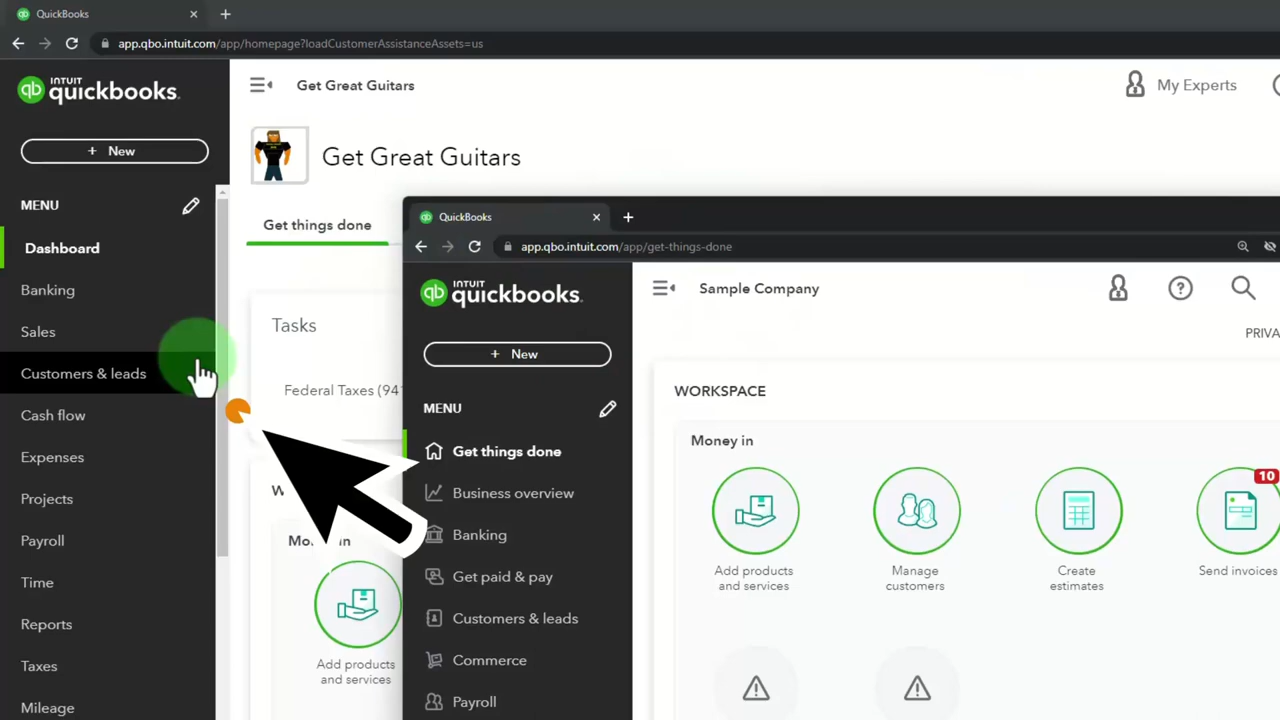 QuickBooks
app.qbo.intuit.com/app/homepage?loadCustomerAssistanceAssets=us
INTUIT
quickbooks.
+ New
MENU
Dashboard
Banking
Sales
Customers & leads
Cash flow
Expenses
Projects
Payroll
Time
Reports
Taxes
Mileage
Get Great Guitars
My Experts
Get Great Guitars
Get things done
Tasks
Federal Taxes (941
Add products
and services
QuickBooks
app.qbo.intuit.com/app/get-things-done
INTUIT
quickbooks.
+ New
MENU
Get things done
Business overview
Banking
Get paid & pay
Customers & leads
Commerce
Payroll
Sample Company
PRIVA
WORKSPACE
Money in
10
Add products
and services
Manage
customers
Create
estimates
Send invoices